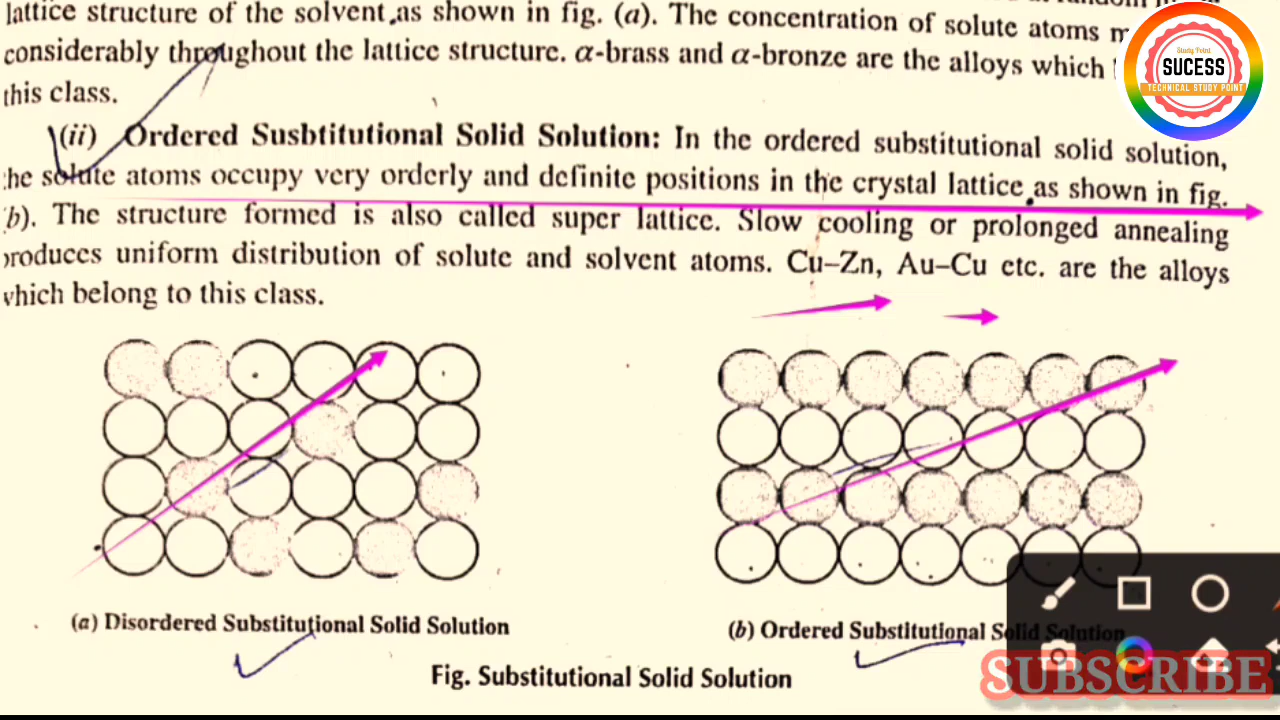 lattice structure of the solvent, as shown in fig. (a). The concentration of solute atoms
considerably throughout the lattice structure. α-brass and α-bronze are the alloys which
this class.
Study Point
SUCESS
TECHNICAL STUDY POINT
(ii) Ordered Susbtitutional Solid Solution: In the ordered substitutional solid solution,
the solute atoms occupy very orderly and definite positions in the crystal lattice as shown in fig.
(b). The structure formed is also called super lattice. Slow cooling or prolonged annealing
produces uniform distribution of solute and solvent atoms. Cu–Zn, Au–Cu etc. are the alloys
which belong to this class.
(a) Disordered Substitutional Solid Solution
(b) Ordered Substitutional Solid Solution
Fig. Substitutional Solid Solution
SUBSCRIBE